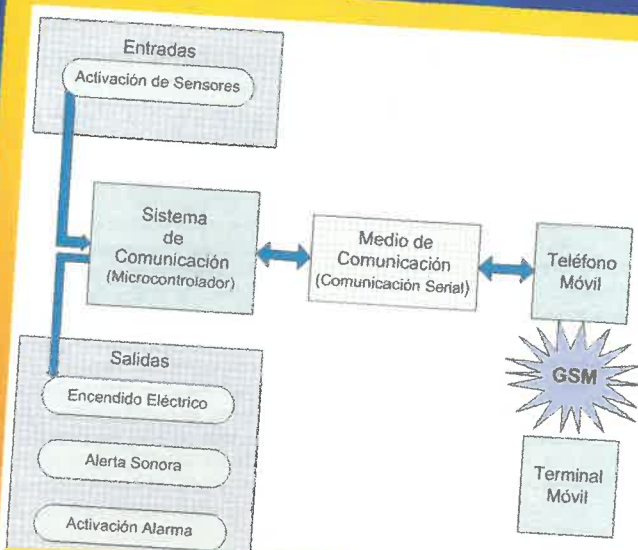 Entradas
Activación de Sensores
Sistema
de
Comunicación
(Microcontrolador)
Medio de
Comunicación
(Comunicación Serial)
Teléfono
Móvil
GSM
Terminal
Móvil
Salidas
Encendido Eléctrico
Alerta Sonora
Activación Alarma